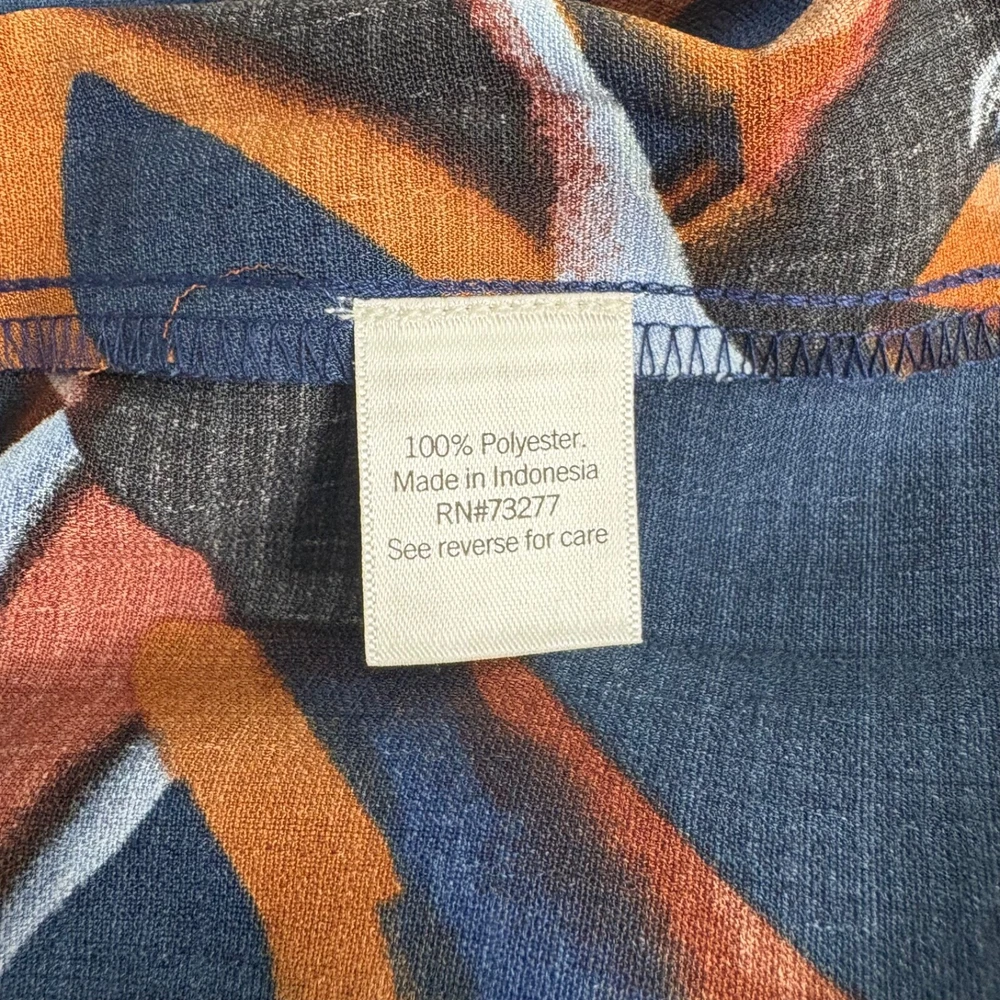 100% Polyester.
Made in Indonesia
RN#73277
See reverse for care